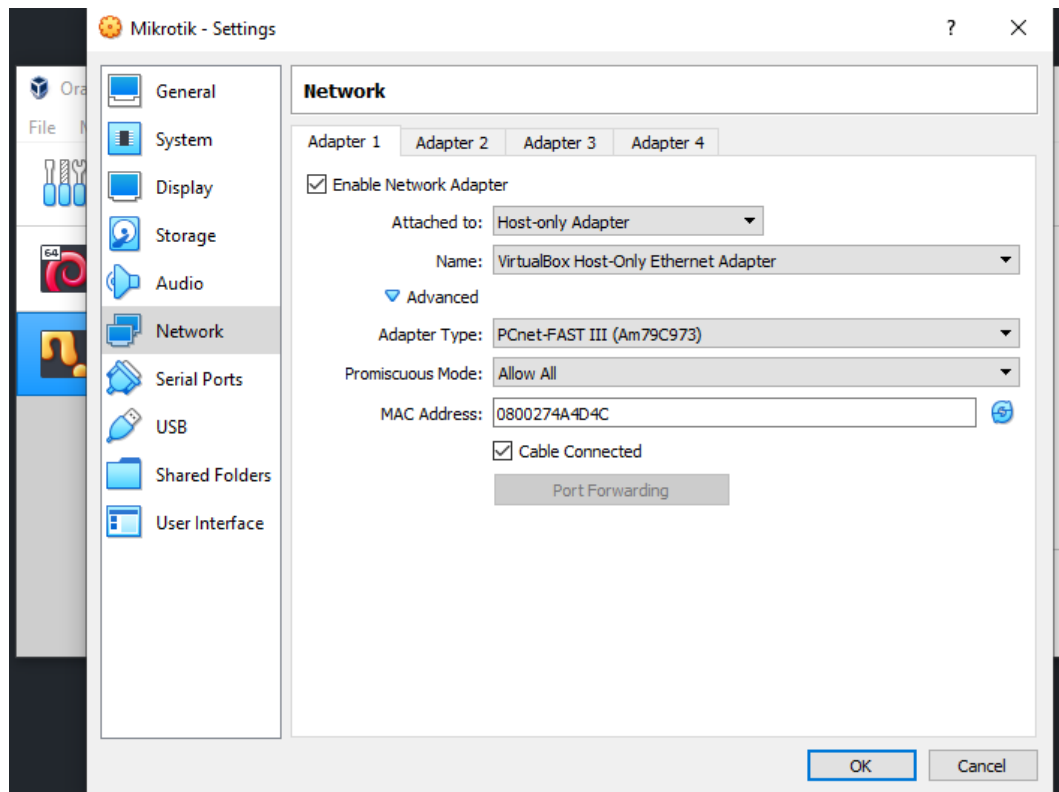 Mikrotik - Settings
?
Ora
File
64
General
System
Display
Storage
Audio
Network
Serial Ports
USB
Shared Folders
User Interface
Network
Adapter 1 Adapter 2 Adapter 3 Adapter 4
Enable Network Adapter
Attached to: Host-only Adapter
Name: VirtualBox Host-Only Ethernet Adapter
Advanced
Adapter Type: PCnet-FAST III (Am79C973)
Promiscuous Mode: Allow All
MAC Address: 0800274A4D4C
Cable Connected
Port Forwarding
OK Cancel